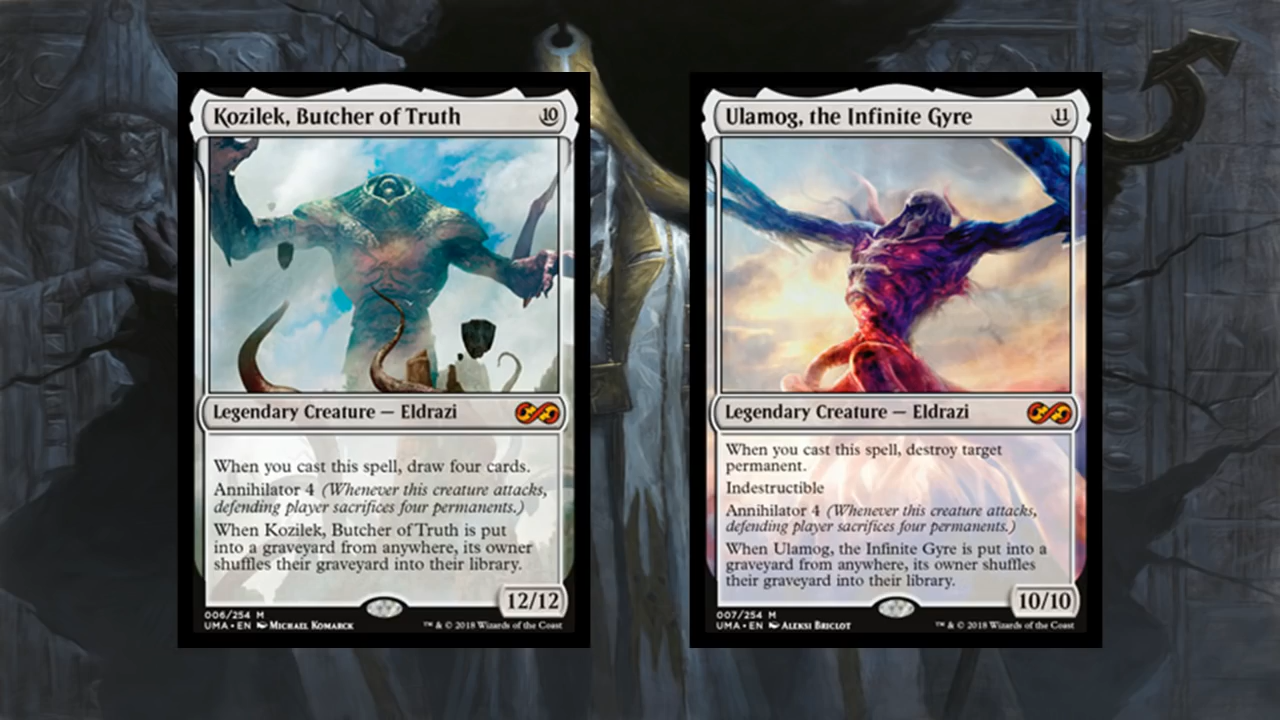 Kozilek, Butcher of Truth 10
Legendary Creature — Eldrazi
When you cast this spell, draw four cards.
Annihilator 4 (Whenever this creature attacks,
defending player sacrifices four permanents.)
When Kozilek, Butcher of Truth is put
into a graveyard from anywhere, its owner
shuffles their graveyard into their library.
12/12
006/254 M
UMA • EN MICHAEL KOMARCK
™ & © 2018 Wizards of the Coast
Ulamog, the Infinite Gyre 11
Legendary Creature — Eldrazi
When you cast this spell, destroy target
permanent.
Indestructible
Annihilator 4 (Whenever this creature attacks,
defending player sacrifices four permanents.)
When Ulamog, the Infinite Gyre is put into a
graveyard from anywhere, its owner shuffles
their graveyard into their library.
10/10
007/254 M
UMA • EN ALEKSI BRICLOT
™ & © 2018 Wizards of the Coast